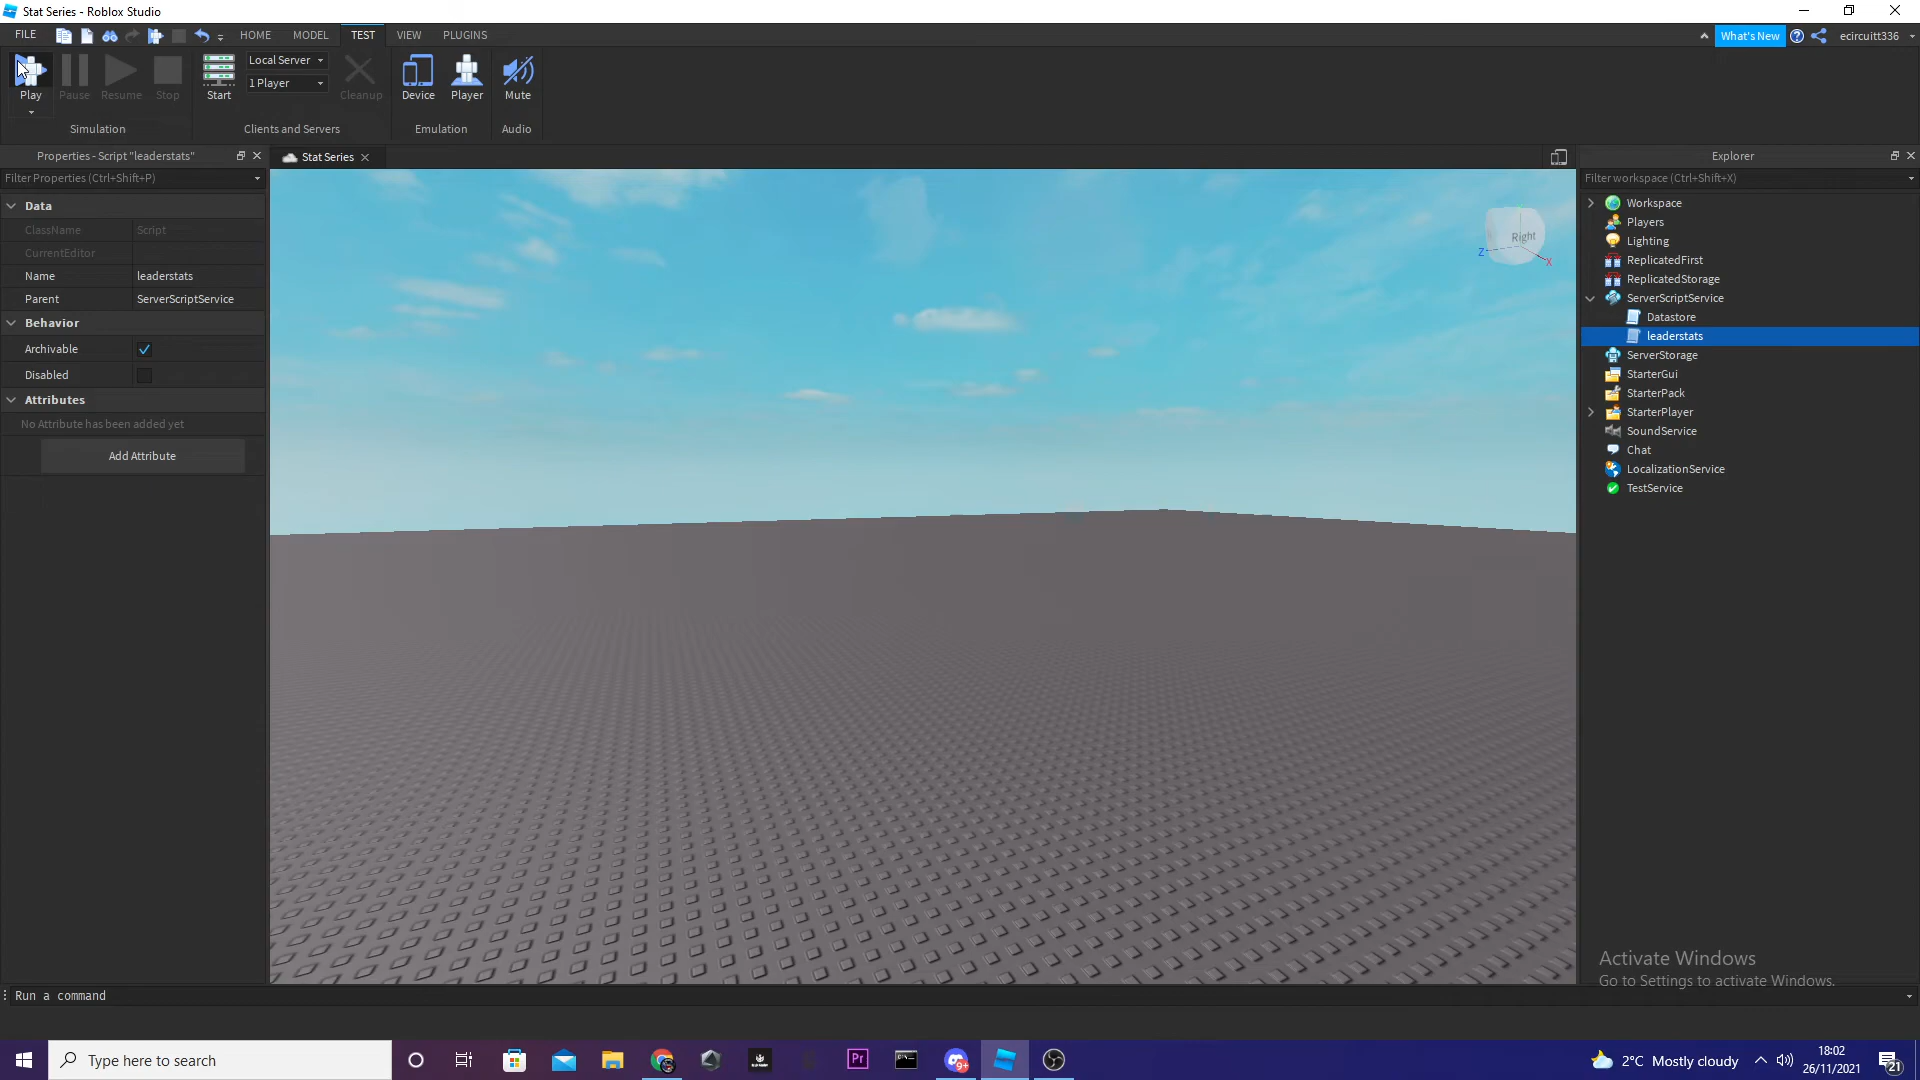 Stat Series - Roblox Studio
FILE HOME MODEL TEST VIEW PLUGINS What's New ecircuitt336
Play Pause Resume Stop Start Local Server 1 Player Cleanup Device Player Mute
Simulation Clients and Servers Emulation Audio
Properties - Script "leaderstats"
Filter Properties (Ctrl+Shift+P)
Data
ClassName Script
CurrentEditor
Name leaderstats
Parent ServerScriptService
Behavior
Archivable
Disabled
Attributes
No Attribute has been added yet
Add Attribute
Stat Series
Right
Z
X
Explorer
Filter workspace (Ctrl+Shift+X)
Workspace
Players
Lighting
ReplicatedFirst
ReplicatedStorage
ServerScriptService
Datastore
leaderstats
ServerStorage
StarterGui
StarterPack
StarterPlayer
SoundService
Chat
LocalizationService
TestService
Activate Windows
Go to Settings to activate Windows.
Run a command
Type here to search
Pr
9+
2°C Mostly cloudy
18:02
26/11/2021
21